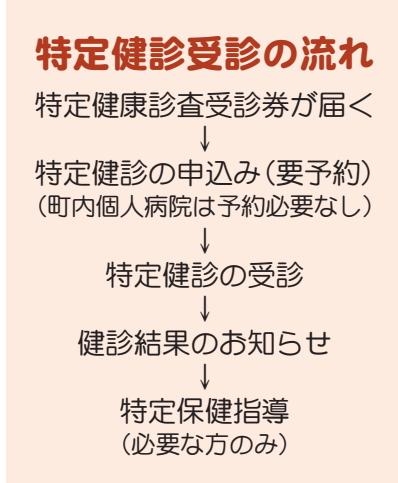 特定健診受診の流れ
特定健康診査受診券が届く
↓
特定健診の申込み（要予約）
（町内個人病院は予約必要なし）
↓
特定健診の受診
↓
健診結果のお知らせ
↓
特定保健指導
（必要な方のみ）